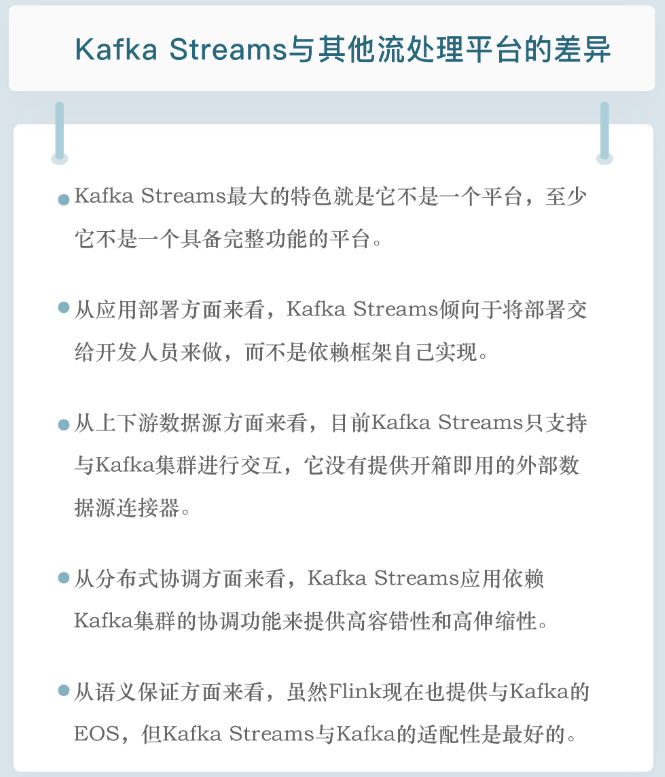 Kafka Streams与其他流处理平台的差异
Kafka Streams最大的特色就是它不是一个平台，至少
它不是一个具备完整功能的平台。
从应用部署方面来看，Kafka Streams倾向于将部署交
给开发人员来做，而不是依赖框架自己实现。
从上下游数据源方面来看，目前Kafka Streams只支持
与Kafka集群进行交互，它没有提供开箱即用的外部数
据源连接器。
从分布式协调方面来看，Kafka Streams应用依赖
Kafka集群的协调功能来提供高容错性和高伸缩性。
从语义保证方面来看，虽然Flink现在也提供与Kafka的
EOS，但Kafka Streams与Kafka的适配性是最好的。